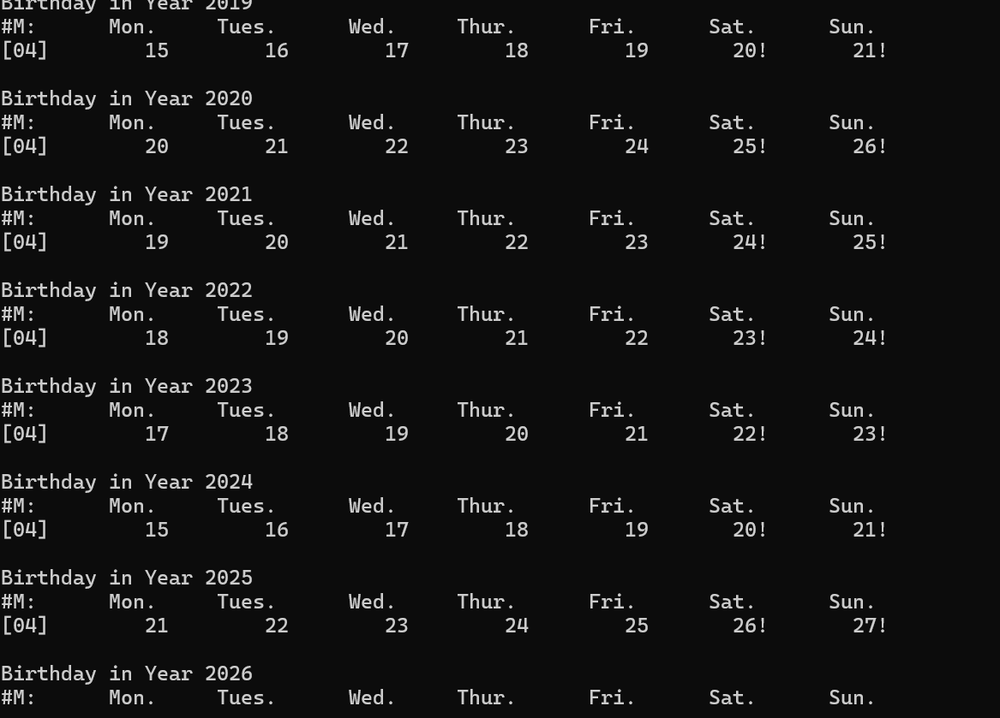 Birthday in Year 2019
#M: Mon. Tues. Wed. Thur. Fri. Sat. Sun.
[04] 15 16 17 18 19 20! 21!
Birthday in Year 2020
#M: Mon. Tues. Wed. Thur. Fri. Sat. Sun.
[04] 20 21 22 23 24 25! 26!
Birthday in Year 2021
#M: Mon. Tues. Wed. Thur. Fri. Sat. Sun.
[04] 19 20 21 22 23 24! 25!
Birthday in Year 2022
#M: Mon. Tues. Wed. Thur. Fri. Sat. Sun.
[04] 18 19 20 21 22 23! 24!
Birthday in Year 2023
#M: Mon. Tues. Wed. Thur. Fri. Sat. Sun.
[04] 17 18 19 20 21 22! 23!
Birthday in Year 2024
#M: Mon. Tues. Wed. Thur. Fri. Sat. Sun.
[04] 15 16 17 18 19 20! 21!
Birthday in Year 2025
#M: Mon. Tues. Wed. Thur. Fri. Sat. Sun.
[04] 21 22 23 24 25 26! 27!
Birthday in Year 2026
#M: Mon. Tues. Wed. Thur. Fri. Sat. Sun.